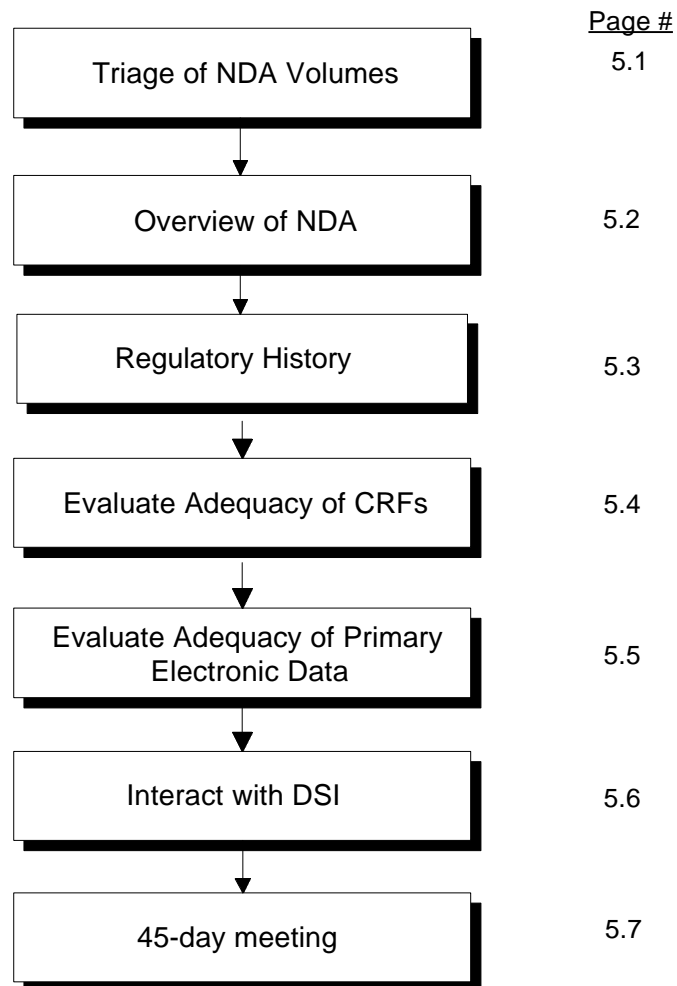 Page #
Triage of NDA Volumes
5.1
Overview of NDA
5.2
Regulatory History
5.3
Evaluate Adequacy of CRFs
5.4
Evaluate Adequacy of Primary
Electronic Data
5.5
Interact with DSI
5.6
45-day meeting
5.7